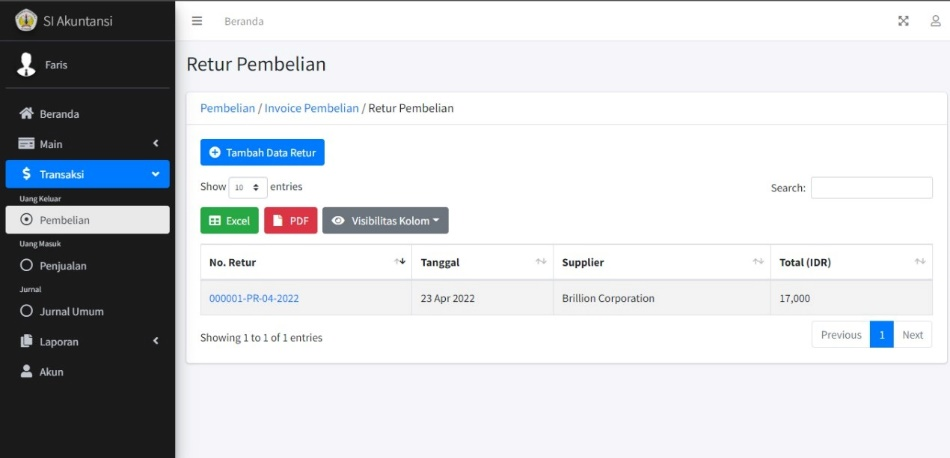 SI Akuntansi
Beranda
Faris
Retur Pembelian
Pembelian / Invoice Pembelian / Retur Pembelian
Beranda
Main
Transaksi
Uang Keluar
Pembelian
Uang Masuk
Penjualan
Jurnal
Jurnal Umum
Laporan
Akun
Tambah Data Retur
Show 10 entries
Search:
Excel PDF Visibilitas Kolom
No. Retur Tanggal Supplier Total (IDR)
000001-PR-04-2022 23 Apr 2022 Brillion Corporation 17,000
Showing 1 to 1 of 1 entries
Previous 1 Next